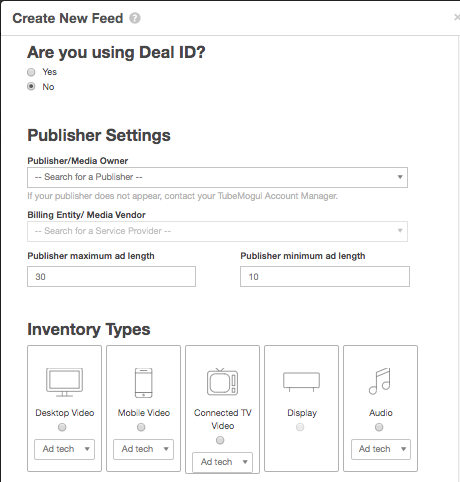 Create New Feed ?
Are you using Deal ID?
Yes
No
Publisher Settings
Publisher/Media Owner
-- Search for a Publisher --
If your publisher does not appear, contact your TubeMogul Account Manager.
Billing Entity/ Media Vendor
-- Search for a Service Provider --
Publisher maximum ad length Publisher minimum ad length
30 10
Inventory Types
Desktop Video Mobile Video Connected TV Display Audio
Video
Ad tech Ad tech Ad tech Ad tech